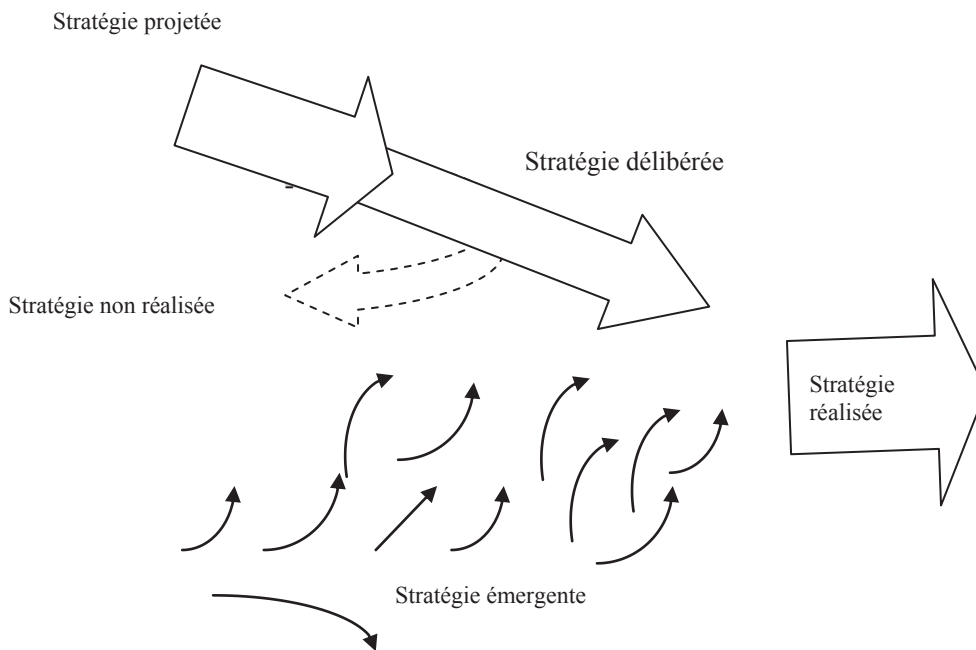 Stratégie projetée
Stratégie délibérée
Stratégie non réalisée
Stratégie
réalisée
Stratégie émergente